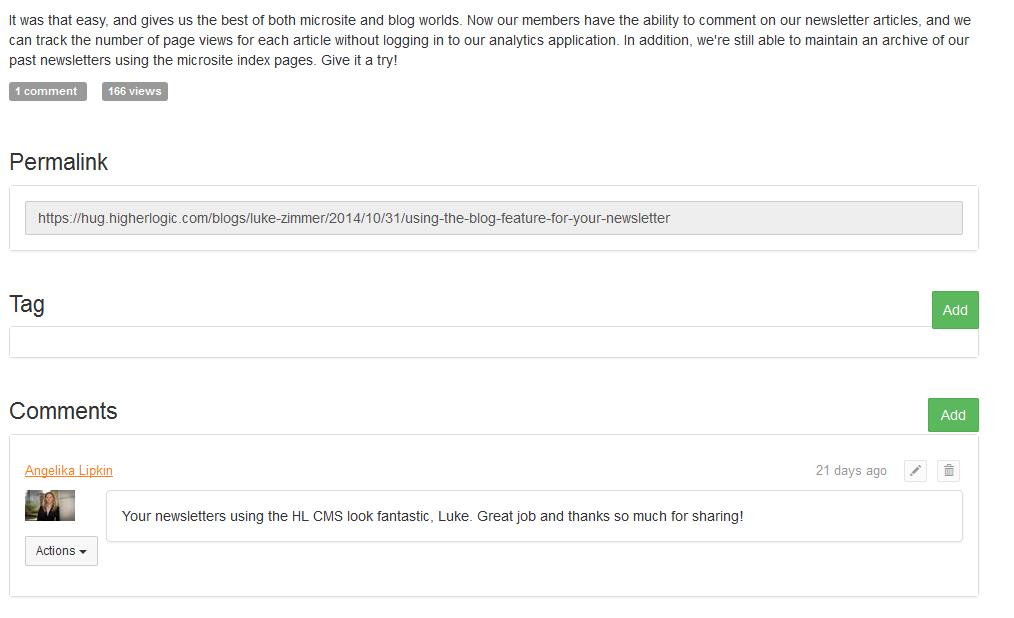 It was that easy, and gives us the best of both microsite and blog worlds. Now our members have the ability to comment on our newsletter articles, and we
can track the number of page views for each article without logging in to our analytics application. In addition, we're still able to maintain an archive of our
past newsletters using the microsite index pages. Give it a try!
1 comment 166 views
Permalink
https://hug.higherlogic.com/blogs/luke-zimmer/2014/10/31/using-the-blog-feature-for-your-newsletter
Tag Add
Comments Add
Angelika Lipkin 21 days ago
Your newsletters using the HL CMS look fantastic, Luke. Great job and thanks so much for sharing!
Actions